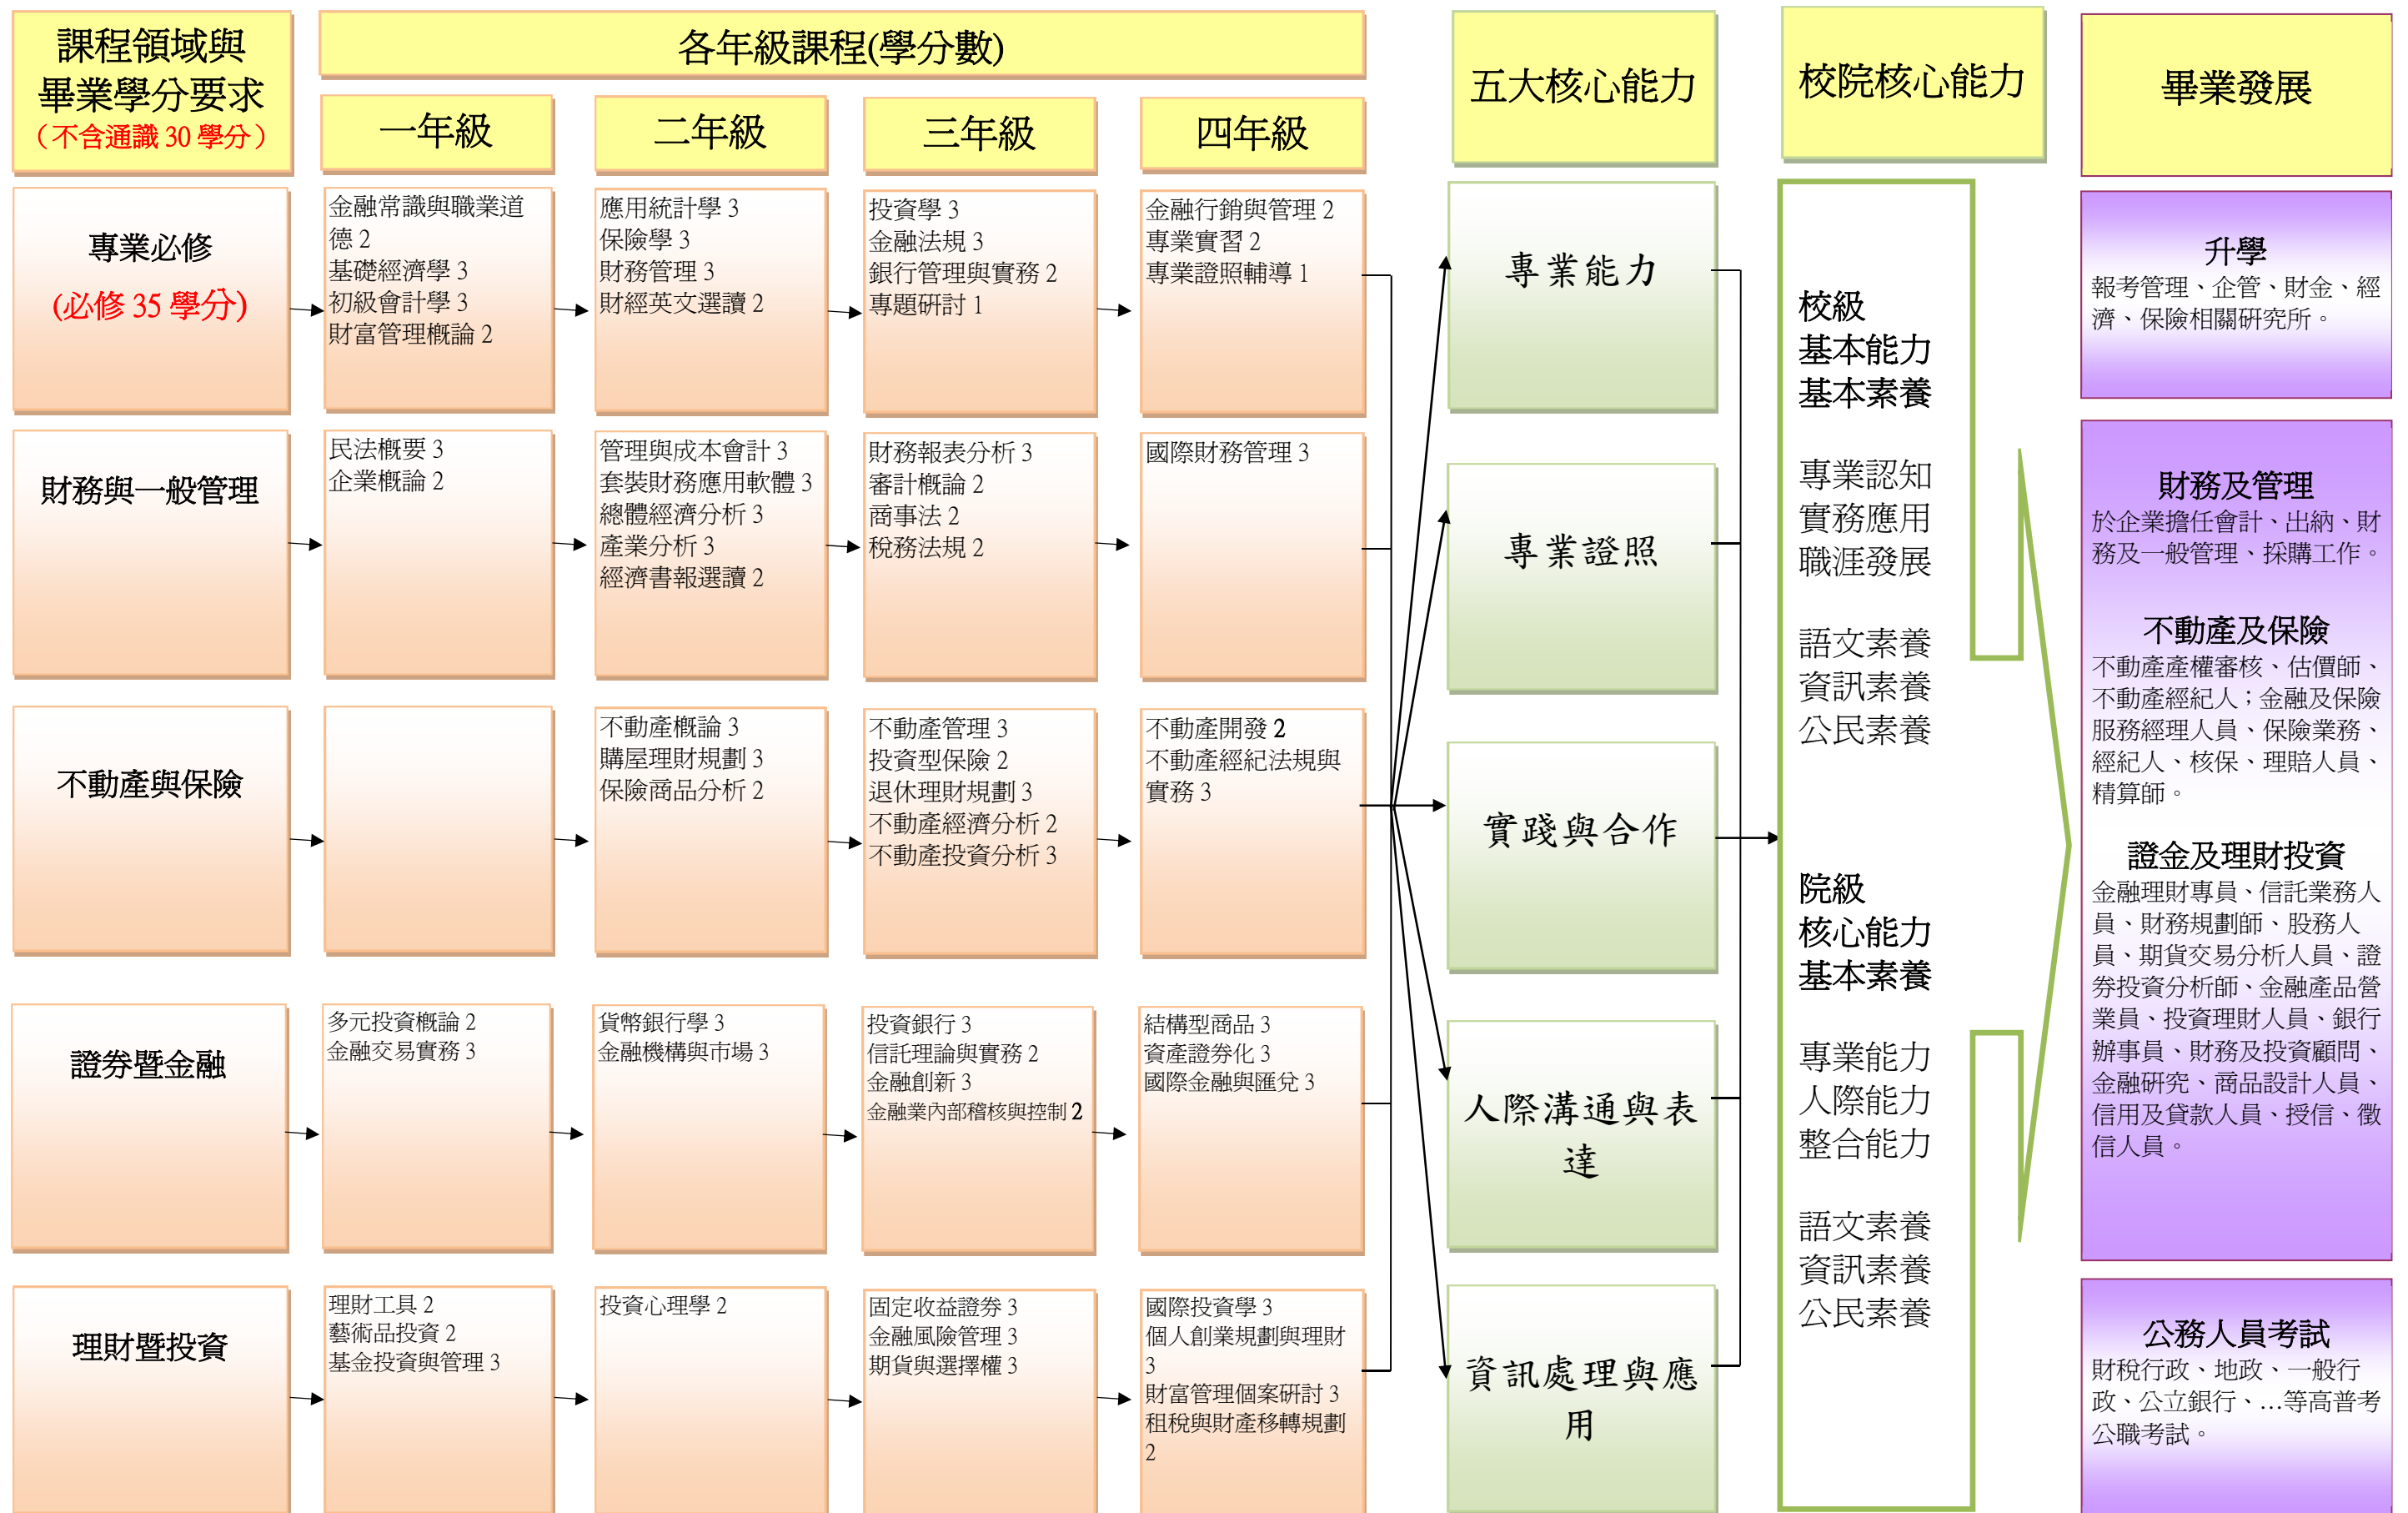 課程領域與
畢業學分要求
（不含通識 30 學分）
各年級課程(學分數)
一年級
二年級
三年級
四年級
五大核心能力
校院核心能力
畢業發展
專業必修
(必修 35 學分)
金融常識與職業道
德 2
基礎經濟學 3
初級會計學 3
財富管理概論 2
應用統計學 3
保險學 3
財務管理 3
財經英文選讀 2
投資學 3
金融法規 3
銀行管理與實務 2
專題研討 1
金融行銷與管理 2
專業實習 2
專業證照輔導 1
財務與一般管理
民法概要 3
企業概論 2
管理與成本會計 3
套裝財務應用軟體 3
總體經濟分析 3
產業分析 3
經濟書報選讀 2
財務報表分析 3
審計概論 2
商事法 2
稅務法規 2
國際財務管理 3
不動產與保險
不動產概論 3
購屋理財規劃 3
保險商品分析 2
不動產管理 3
投資型保險 2
退休理財規劃 3
不動產經濟分析 2
不動產投資分析 3
不動產開發 2
不動產經紀法規與
實務 3
證券暨金融
多元投資概論 2
金融交易實務 3
貨幣銀行學 3
金融機構與市場 3
投資銀行 3
信託理論與實務 2
金融創新 3
金融業內部稽核與控制 2
結構型商品 3
資產證券化 3
國際金融與匯兌 3
理財暨投資
理財工具 2
藝術品投資 2
基金投資與管理 3
投資心理學 2
固定收益證券 3
金融風險管理 3
期貨與選擇權 3
國際投資學 3
個人創業規劃與理財
3
財富管理個案研討 3
租稅與財產移轉規劃
2
專業能力
專業證照
實踐與合作
人際溝通與表
達
資訊處理與應
用
校級
基本能力
基本素養
專業認知
實務應用
職涯發展
語文素養
資訊素養
公民素養
院級
核心能力
基本素養
專業能力
人際能力
整合能力
語文素養
資訊素養
公民素養
升學
報考管理、企管、財金、經
濟、保險相關研究所。
財務及管理
於企業擔任會計、出納、財
務及一般管理、採購工作。
不動產及保險
不動產產權審核、估價師、
不動產經紀人；金融及保險
服務經理人員、保險業務、
經紀人、核保、理賠人員、
精算師。
證金及理財投資
金融理財專員、信託業務人
員、財務規劃師、股務人
員、期貨交易分析人員、證
券投資分析師、金融產品營
業員、投資理財人員、銀行
辦事員、財務及投資顧問、
金融研究、商品設計人員、
信用及貸款人員、授信、徵
信人員。
公務人員考試
財稅行政、地政、一般行
政、公立銀行、…等高普考
公職考試。